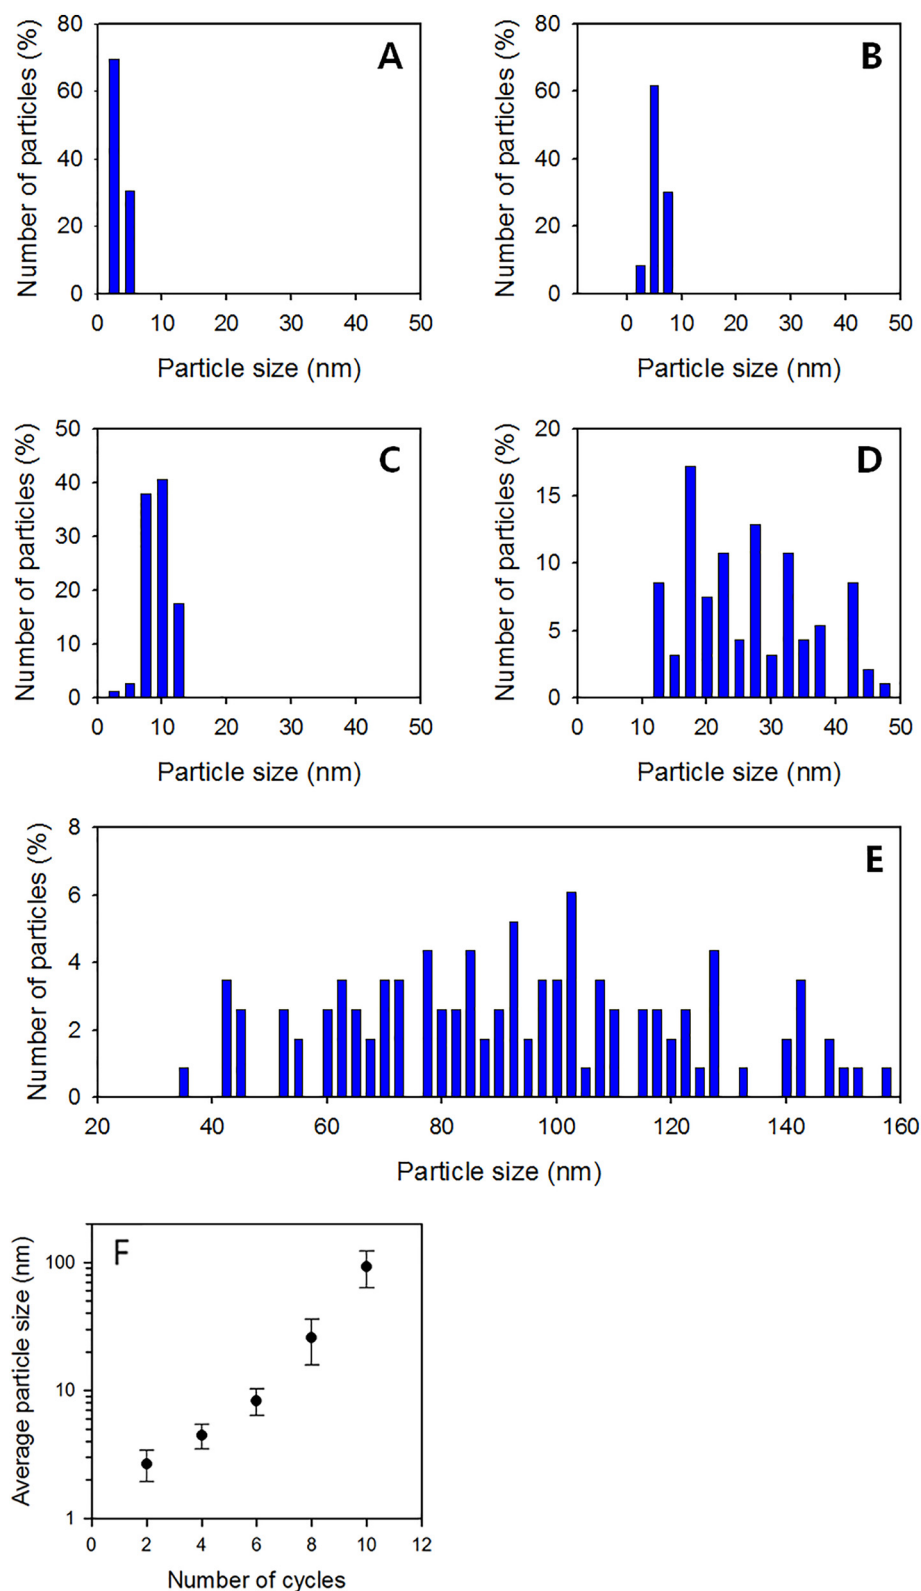 80
60
40
20
0
Number of particles (%)
A
0 10 20 30 40 50
Particle size (nm)
80
60
40
20
0
Number of particles (%)
B
0 10 20 30 40 50
Particle size (nm)
50
40
30
20
10
0
Number of particles (%)
C
0 10 20 30 40 50
Particle size (nm)
20
15
10
5
0
Number of particles (%)
D
0 10 20 30 40 50
Particle size (nm)
8
6
4
2
0
Number of particles (%)
E
20 40 60 80 100 120 140 160
Particle size (nm)
100
10
1
Average particle size (nm)
F
0 2 4 6 8 10 12
Number of cycles